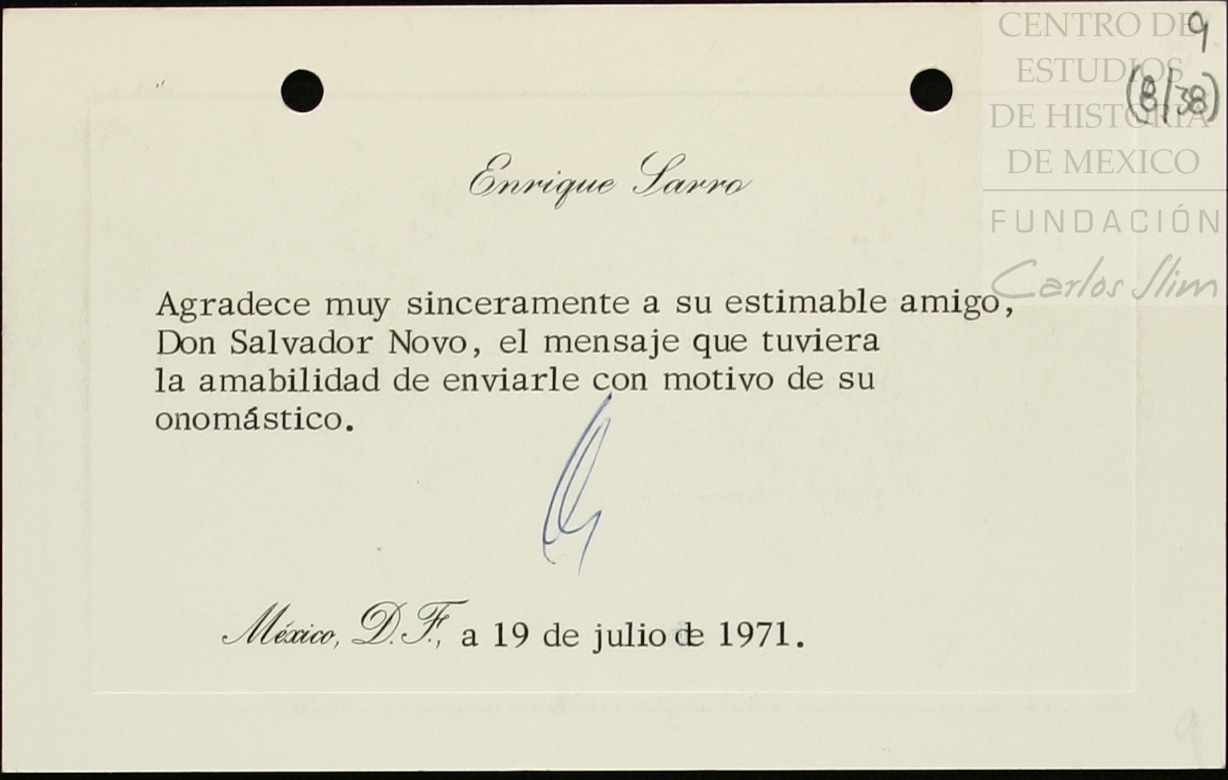 CENTRO DE
ESTUDIOS
DE HISTORIA
DE MEXICO
FUNDACIÓN
Carlos Slim
9
(8/38)
Enrique Sarro
Agradece muy sinceramente a su estimable amigo,
Don Salvador Novo, el mensaje que tuviera
la amabilidad de enviarle con motivo de su
onomástico.
México, D.F., a 19 de julio de 1971.